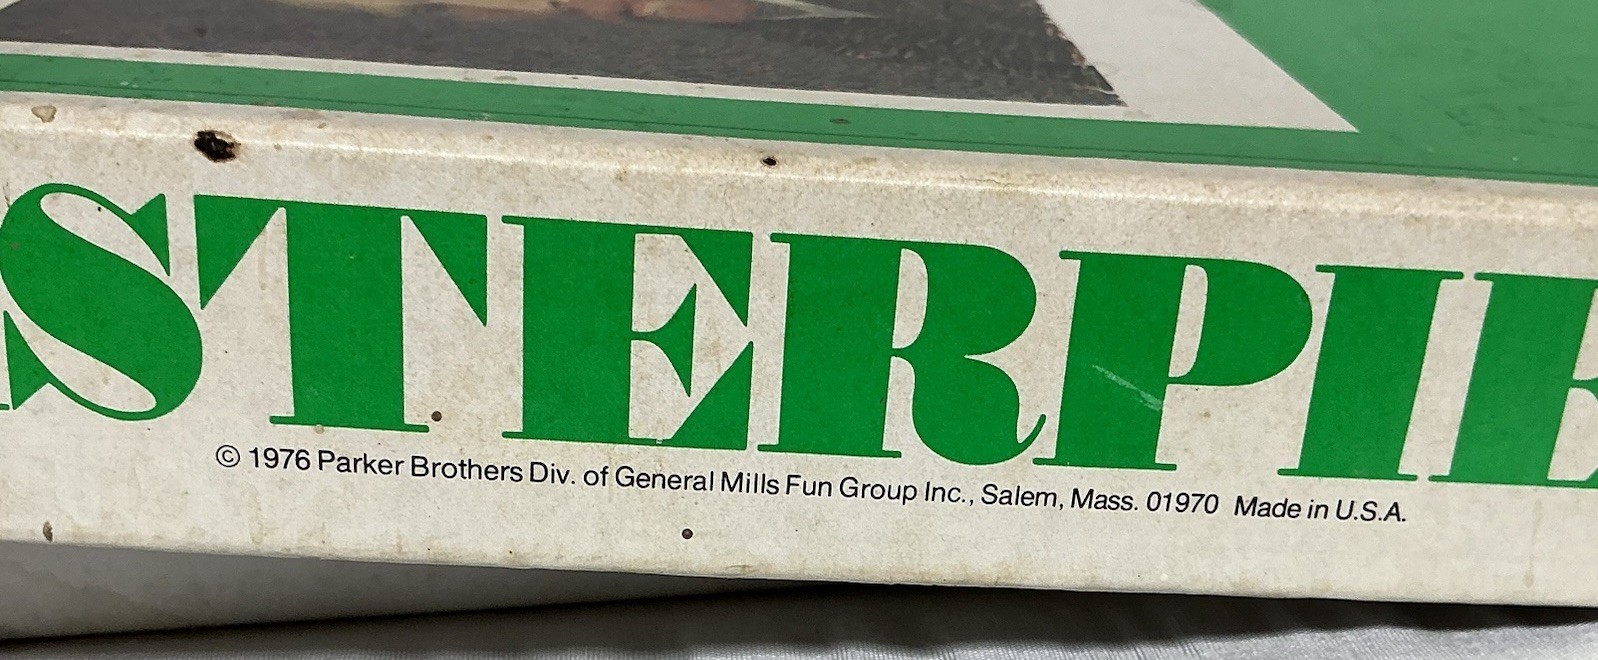 STERPIE
© 1976 Parker Brothers Div. of General Mills Fun Group Inc., Salem, Mass. 01970 Made in U.S.A.